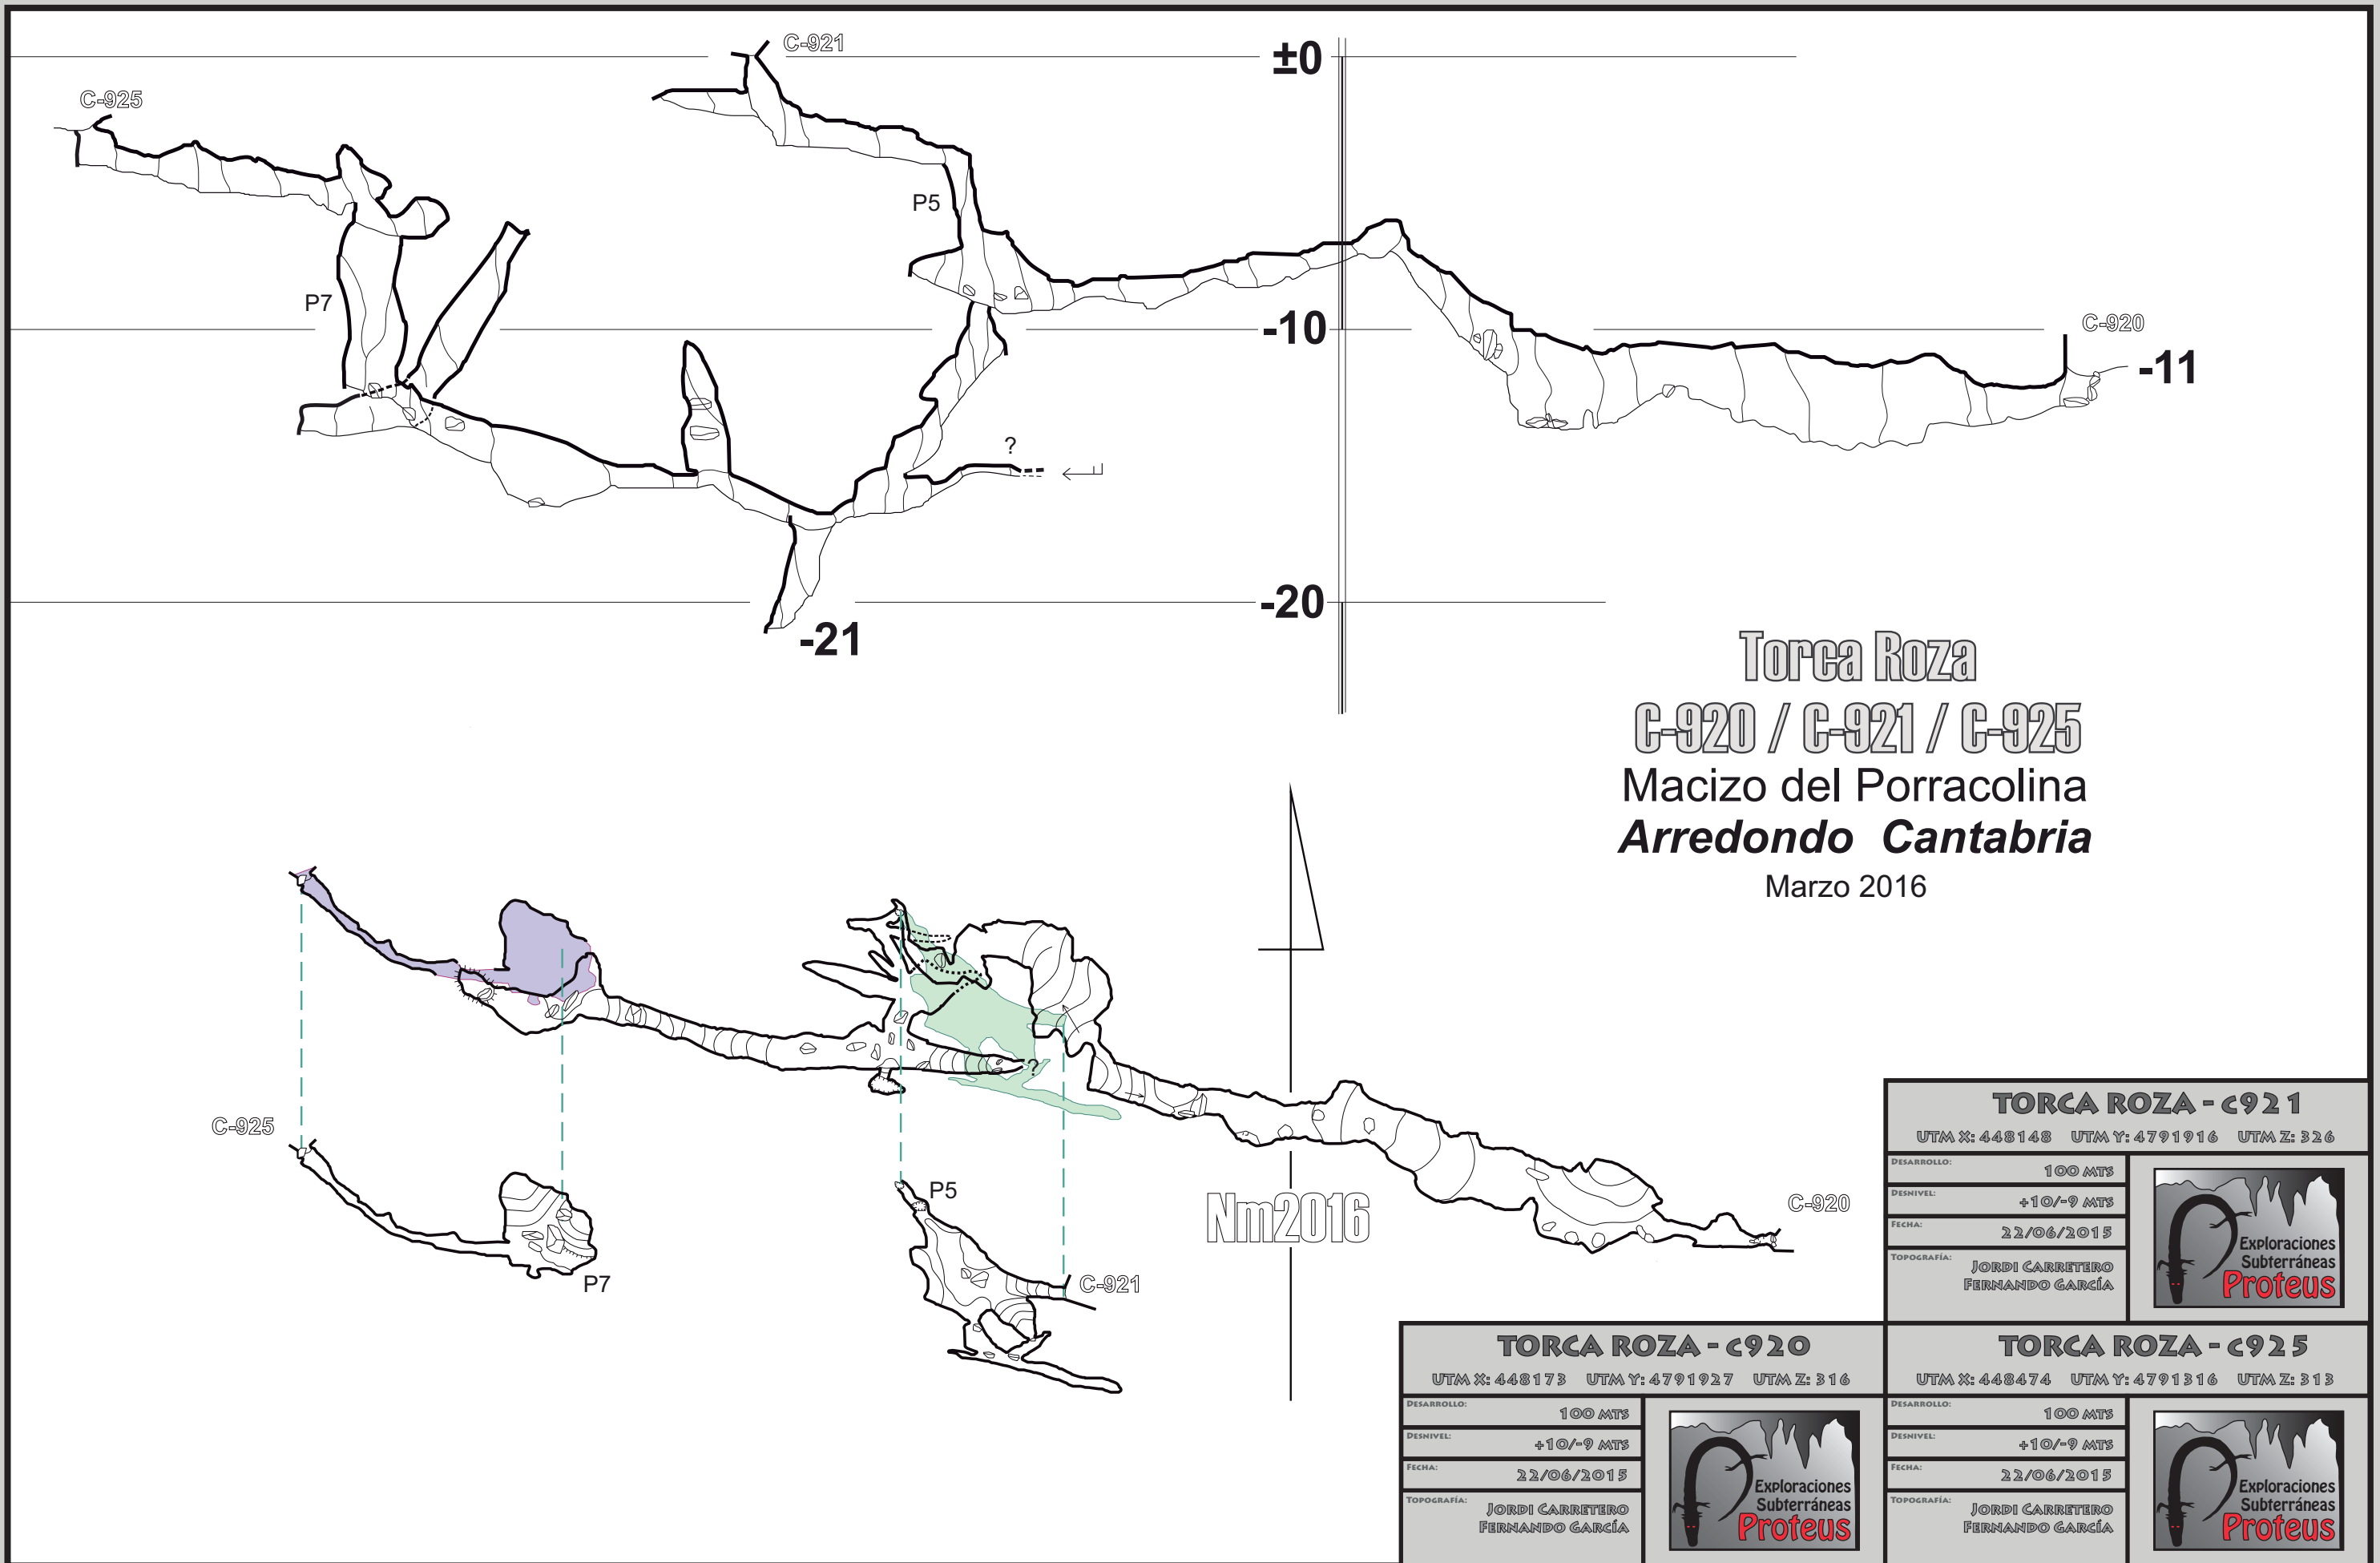 C-921
±0
C-925
P5
P7
-10
C-920
-11
?
-20
-21
Torca Roza
C-920 / C-921 / C-925
Macizo del Porracolina
Arredondo Cantabria
Marzo 2016
?
C-925
P5
Nm2016
C-920
P7
C-921
TORCA ROZA - c921
UTM X: 448148 UTM Y: 4791916 UTM Z: 326
DESARROLLO: 100 MTS
DESNIVEL: +10/-9 MTS
FECHA: 22/06/2015
TOPOGRAFÍA: JORDI CARRETERO
FERNANDO GARCÍA
Exploraciones
Subterráneas
Proteus
TORCA ROZA - c920
UTM X: 448173 UTM Y: 4791927 UTM Z: 316
DESARROLLO: 100 MTS
DESNIVEL: +10/-9 MTS
FECHA: 22/06/2015
TOPOGRAFÍA: JORDI CARRETERO
FERNANDO GARCÍA
Exploraciones
Subterráneas
Proteus
TORCA ROZA - c925
UTM X: 448474 UTM Y: 4791316 UTM Z: 313
DESARROLLO: 100 MTS
DESNIVEL: +10/-9 MTS
FECHA: 22/06/2015
TOPOGRAFÍA: JORDI CARRETERO
FERNANDO GARCÍA
Exploraciones
Subterráneas
Proteus